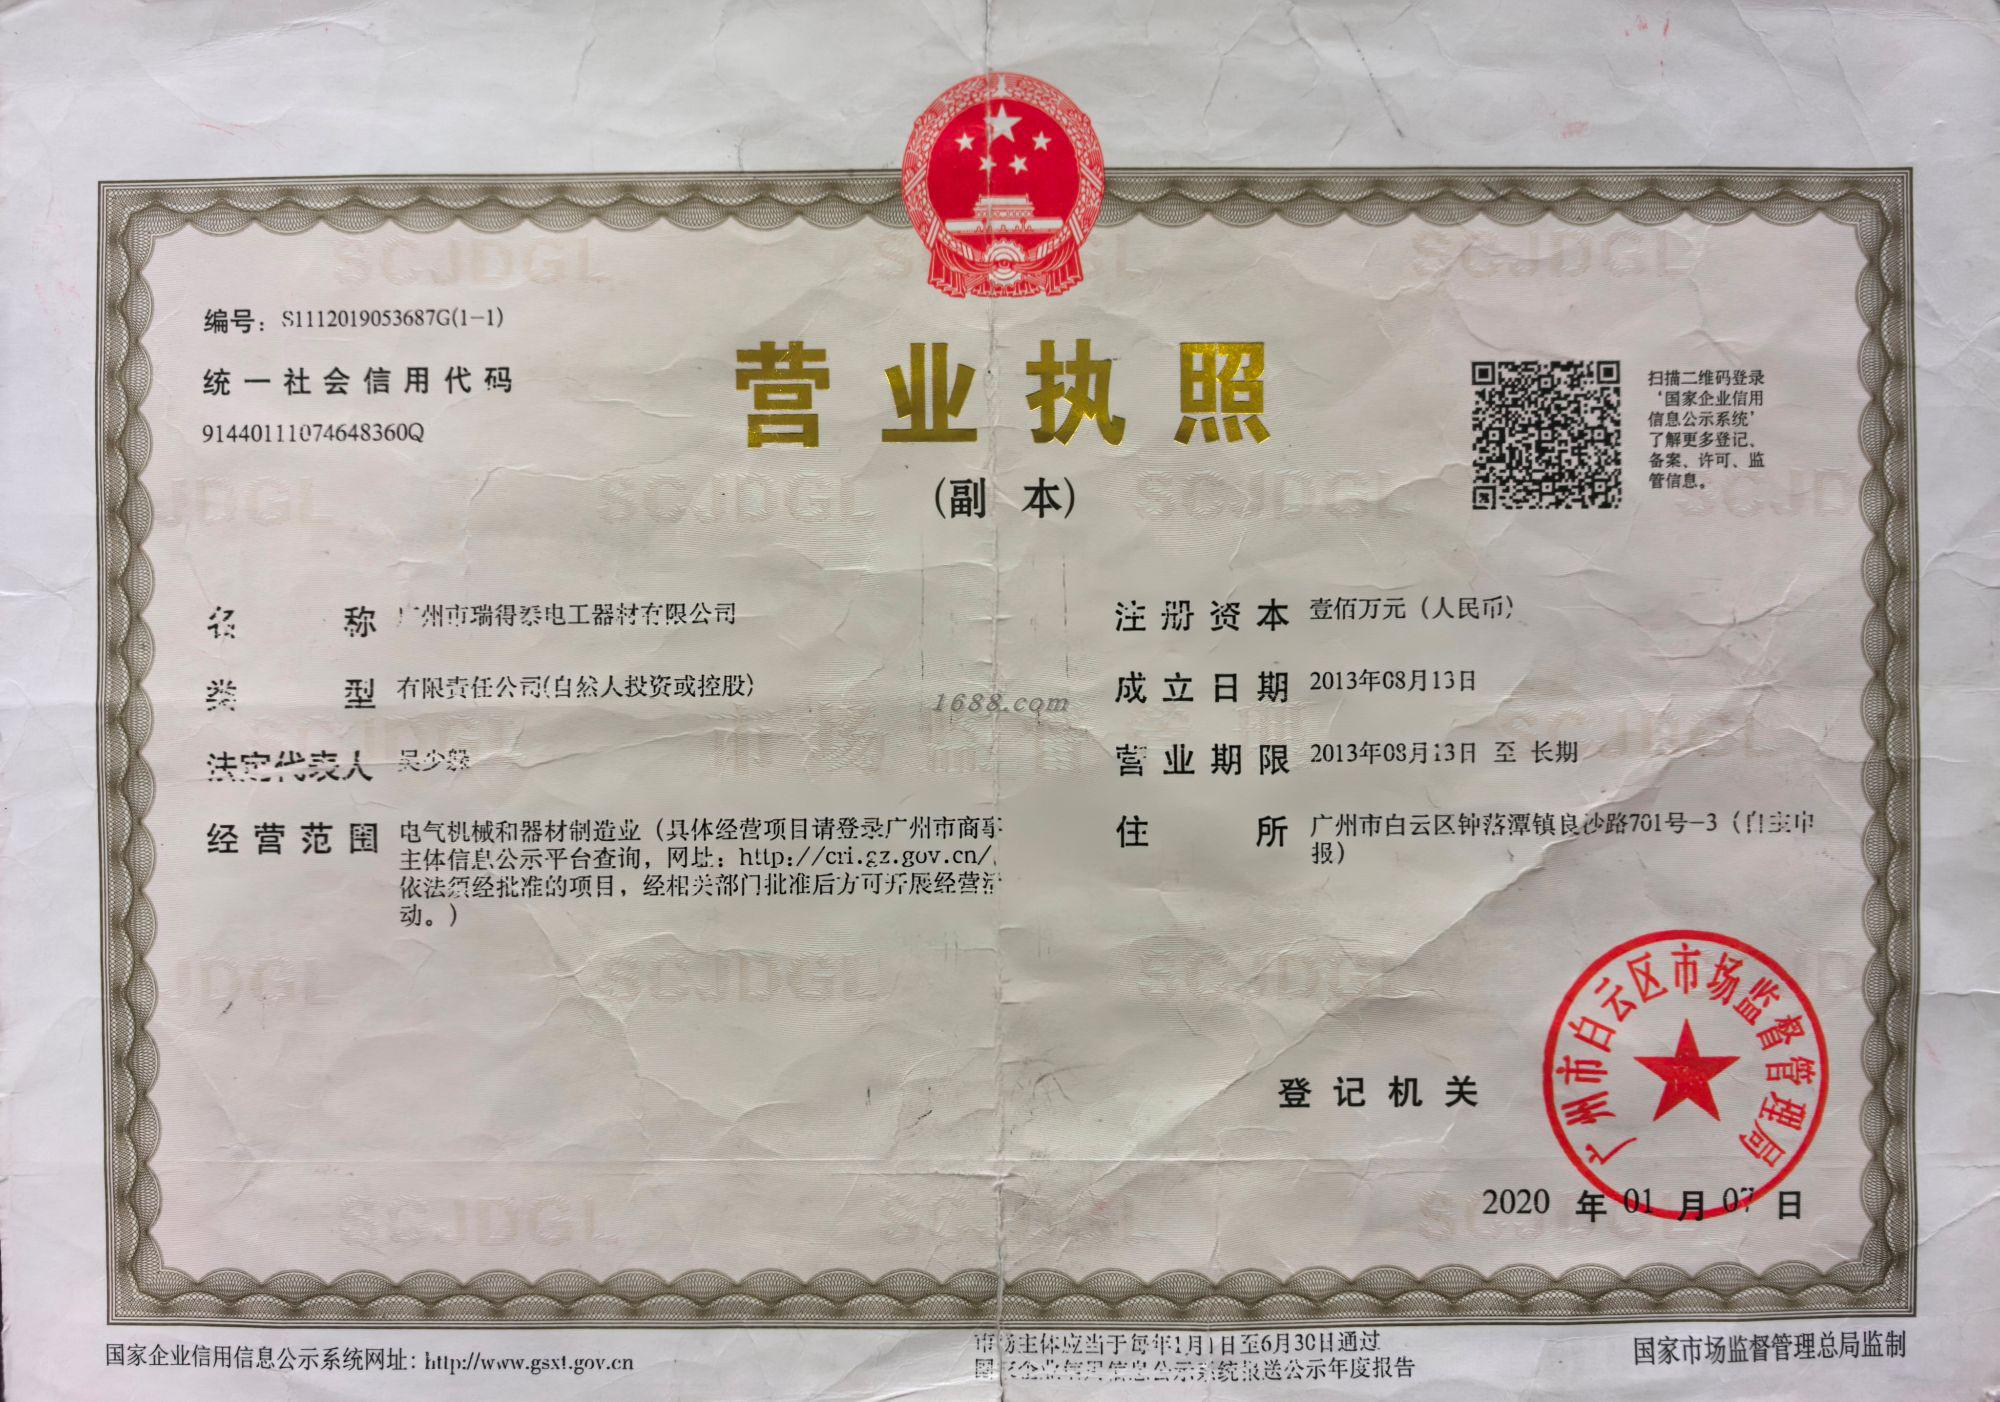 编号：S1112019053687G(1-1)
统一社会信用代码
91440111074648360Q
营业执照
（副 本）
扫描二维码登录
‘国家企业信用
信息公示系统’
了解更多登记、
备案、许可、监
管信息。
名 称 广州市瑞得泰电工器材有限公司
类 型 有限责任公司(自然人投资或控股)
法定代表人 吴少
经营范围 电气机械和器材制造业（具体经营项目请登录广州市商事
主体信息公示平台查询，网址：http://cri.gz.gov.cn/。
依法须经批准的项目，经相关部门批准后方可开展经营活
动。）
注册资本 壹佰万元（人民币）
成立日期 2013年08月13日
营业期限 2013年08月13日 至 长期
住 所 广州市白云区钟落潭镇良沙路701号-3（自主申
报）
1688.com
登记机关
广州市白云区市场监督管理局
2020 年 01 月 07 日
国家企业信用信息公示系统网址：http://www.gsxt.gov.cn
市场主体应当于每年1月1日至6月30日通过
国家企业信用信息公示系统报送公示年度报告
国家市场监督管理总局监制